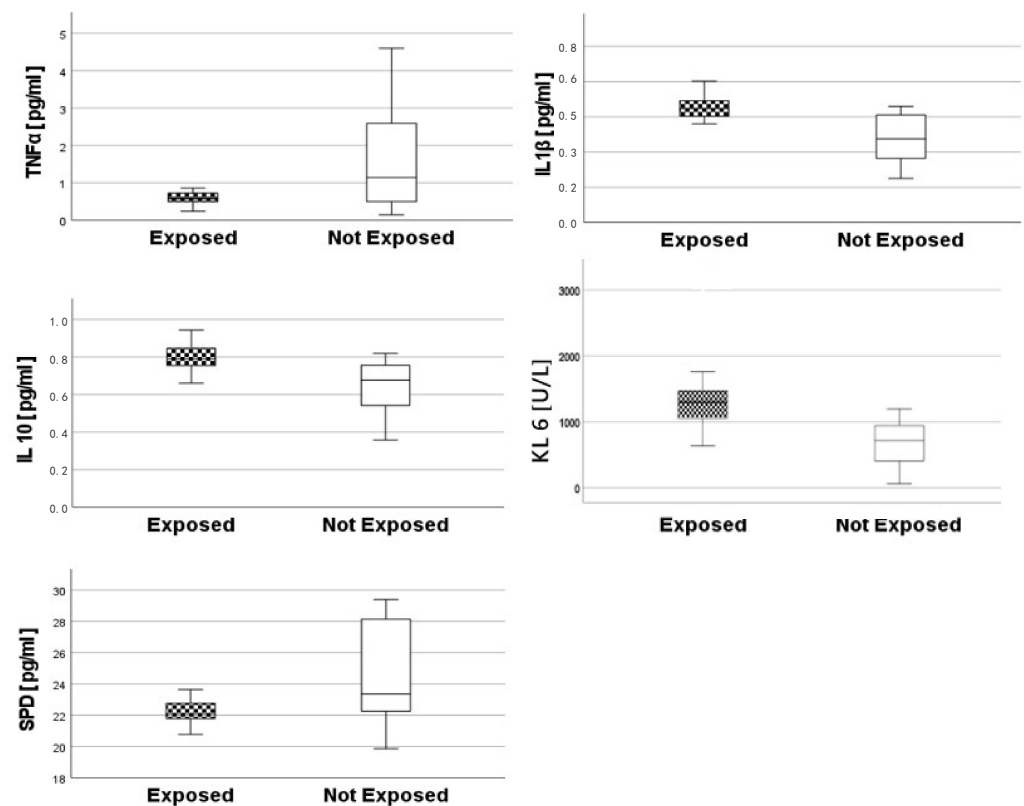 TNFα [pg/ml]
5
4
3
2
1
0
Exposed
Not Exposed
IL1β [pg/ml]
0.8
0.6
0.5
0.3
0.2
0.0
Exposed
Not Exposed
IL 10 [pg/ml]
1.0
0.8
0.6
0.4
0.2
0.0
Exposed
Not Exposed
KL 6 [U/L]
3000
2000
1000
0
Exposed
Not Exposed
SPD [pg/ml]
30
28
26
24
22
20
18
Exposed
Not Exposed